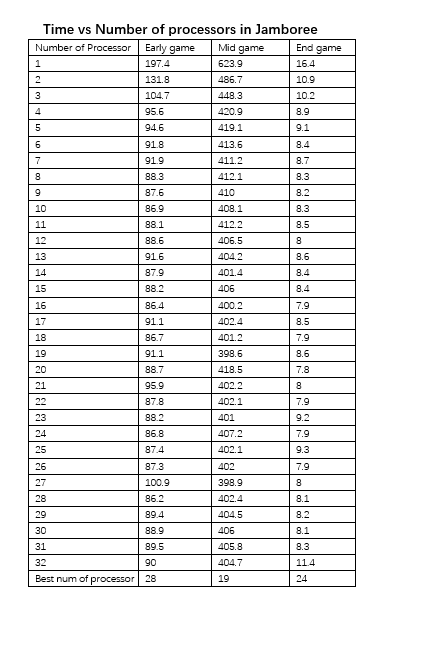 Time vs Number of processors in Jamboree
Number of Processor Early game Mid game End game
1 197.4 623.9 16.4
2 131.8 486.7 10.9
3 104.7 448.3 10.2
4 95.6 420.9 8.9
5 94.6 419.1 9.1
6 91.8 413.6 8.4
7 91.9 411.2 8.7
8 88.3 412.1 8.3
9 87.6 410 8.2
10 86.9 408.1 8.3
11 88.1 412.2 8.5
12 88.6 406.5 8
13 91.6 404.2 8.6
14 87.9 401.4 8.4
15 88.2 406 8.4
16 86.4 400.2 7.9
17 91.1 402.4 8.5
18 86.7 401.2 7.9
19 91.1 398.6 8.6
20 88.7 418.5 7.8
21 95.9 402.2 8
22 87.8 402.1 7.9
23 88.2 401 9.2
24 86.8 407.2 7.9
25 87.4 402.1 9.3
26 87.3 402 7.9
27 100.9 398.9 8
28 86.2 402.4 8.1
29 89.4 404.5 8.2
30 88.9 406 8.1
31 89.5 405.8 8.3
32 90 404.7 11.4
Best num of processor 28 19 24